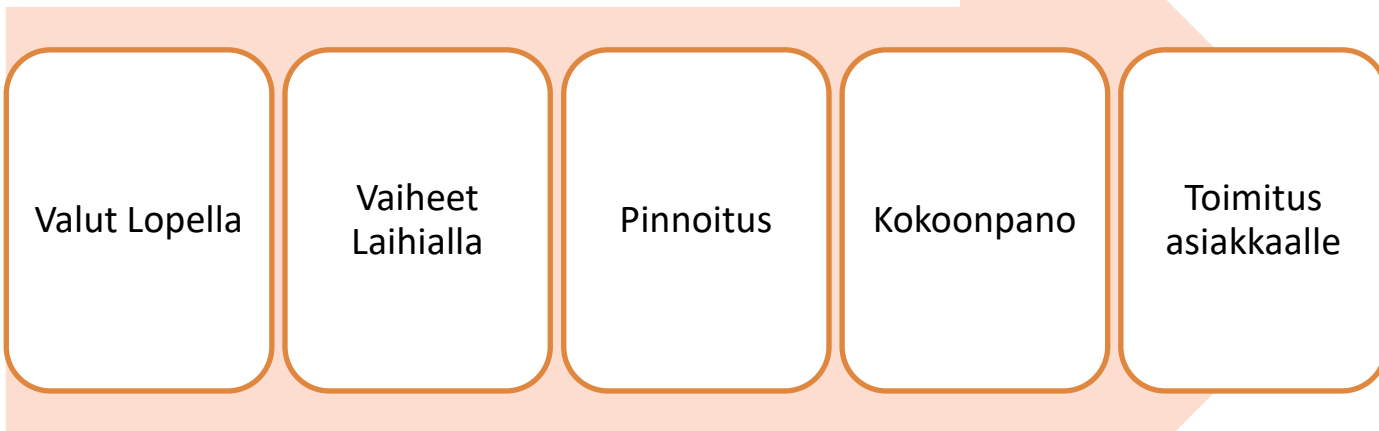 Valut Lopella
Vaiheet
Laihialla
Pinnoitus
Kokoonpano
Toimitus
asiakkaalle